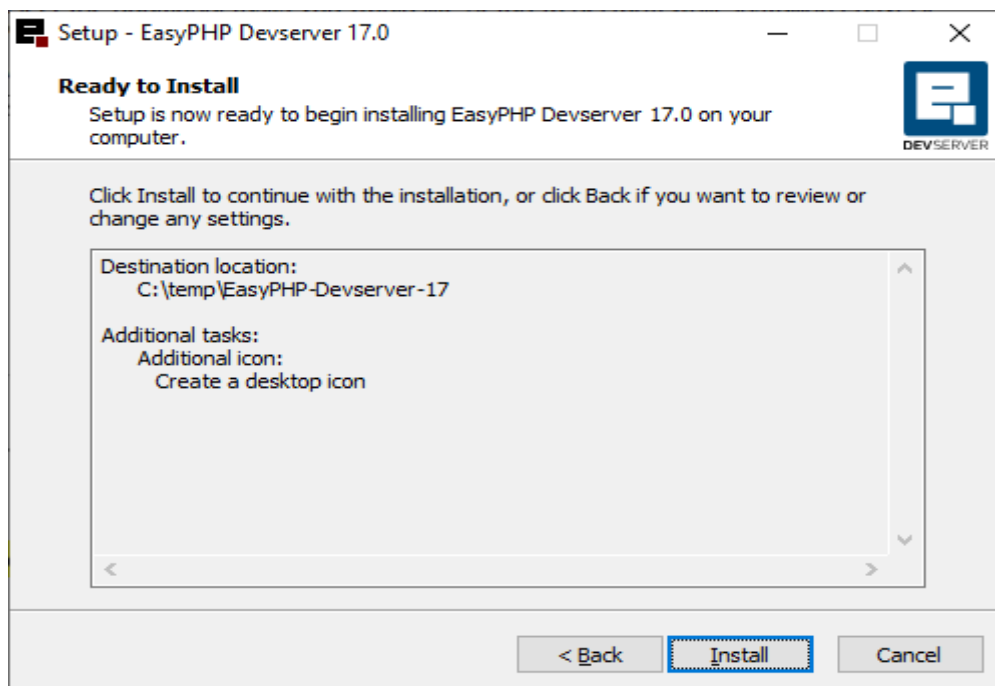 Setup - EasyPHP Devserver 17.0
Ready to Install
Setup is now ready to begin installing EasyPHP Devserver 17.0 on your
computer.
DEVSERVER
Click Install to continue with the installation, or click Back if you want to review or
change any settings.
Destination location:
C:\temp\EasyPHP-Devserver-17
Additional tasks:
Additional icon:
Create a desktop icon
< Back
Install
Cancel